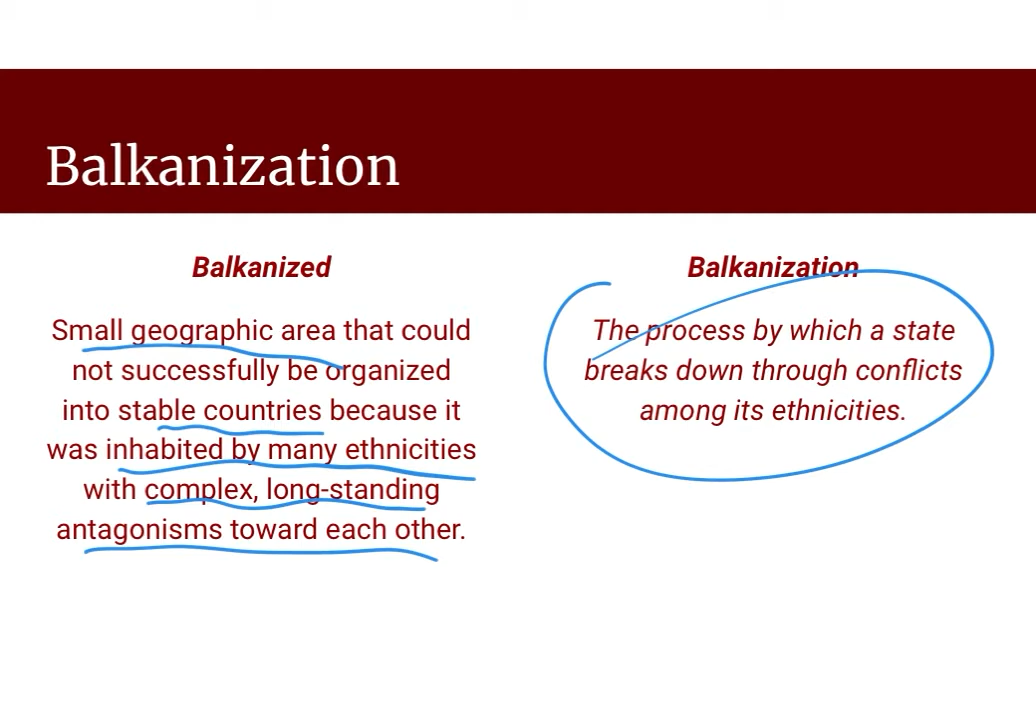 Balkanization
Balkanized
Small geographic area that could
not successfully be organized
into stable countries because it
was inhabited by many ethnicities
with complex, long-standing
antagonisms toward each other.
Balkanization
The process by which a state
breaks down through conflicts
among its ethnicities.